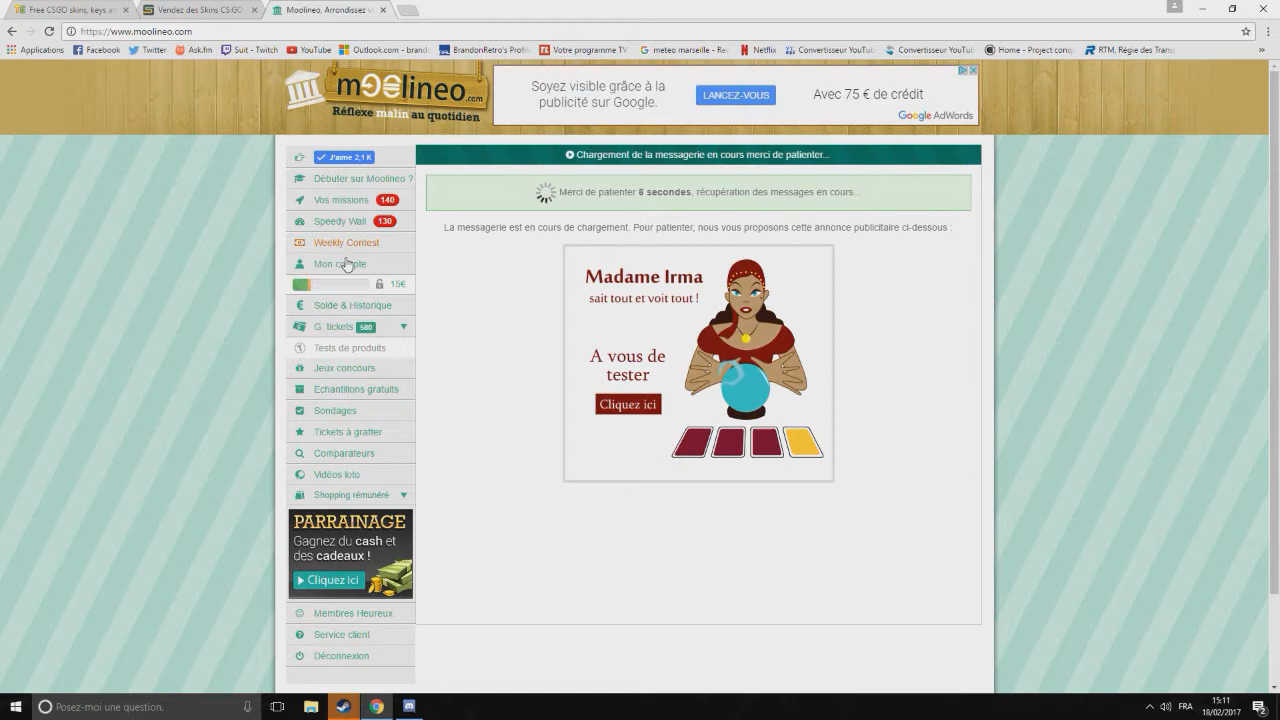 Free CSGO skins, keys an
Vendez des Skins CS:GO
Moolineo, Arrondissez vo
https://www.moolineo.com
Applications
Facebook
Twitter
Ask.fm
Suit - Twitch
YouTube
Outlook.com - brando
BrandonRetro's Profile
Votre programme TV
meteo marseille - Re
Netflix
Convertisseur YouTub
Convertisseur YouTub
Home - Project conqu
RTM, Régie des Trans
moolineo.com
Réflexe malin au quotidien
Soyez visible grâce à la
publicité sur Google.
LANCEZ-VOUS
Avec 75 € de crédit
Google AdWords
J'aime 2,1 K
Débuter sur Moolineo ?
Vos missions 140
Speedy Wall 130
Weekly Contest
Mon compte
15€
Solde & Historique
G. tickets 580
Tests de produits
Jeux concours
Echantillons gratuits
Sondages
Tickets à gratter
Comparateurs
Vidéos loto
Shopping rémunéré
PARRAINAGE
Gagnez du cash et
des cadeaux !
Cliquez ici
Membres Heureux
Service client
Déconnexion
Chargement de la messagerie en cours merci de patienter...
Merci de patienter 6 secondes, récupération des messages en cours...
La messagerie est en cours de chargement. Pour patienter, nous vous proposons cette annonce publicitaire ci-dessous :
Madame Irma
sait tout et voit tout !
A vous de
tester
Cliquez ici
Posez-moi une question.
FRA
15:11
18/02/2017
2